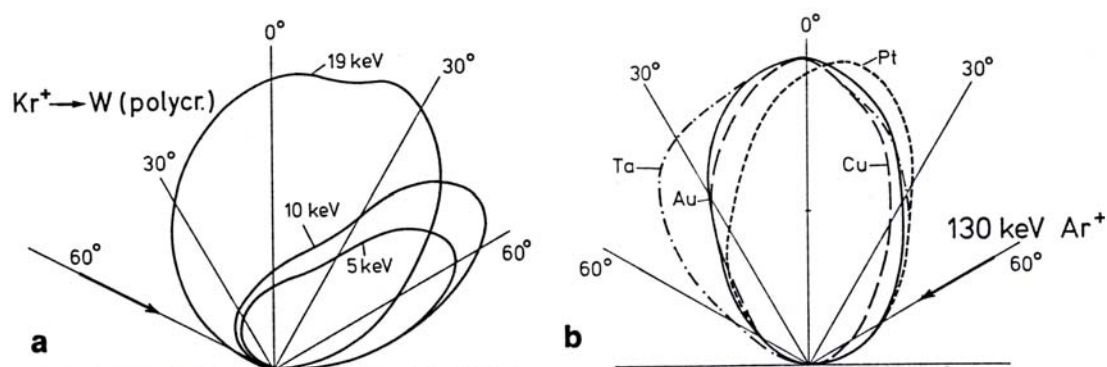 0°
19 keV
30°
Kr⁺→W (polycr.)
30°
10 keV
5 keV
60°
60°
a
0°
Pt
30°
30°
Ta
Cu
Au
130 keV Ar⁺
60°
60°
b